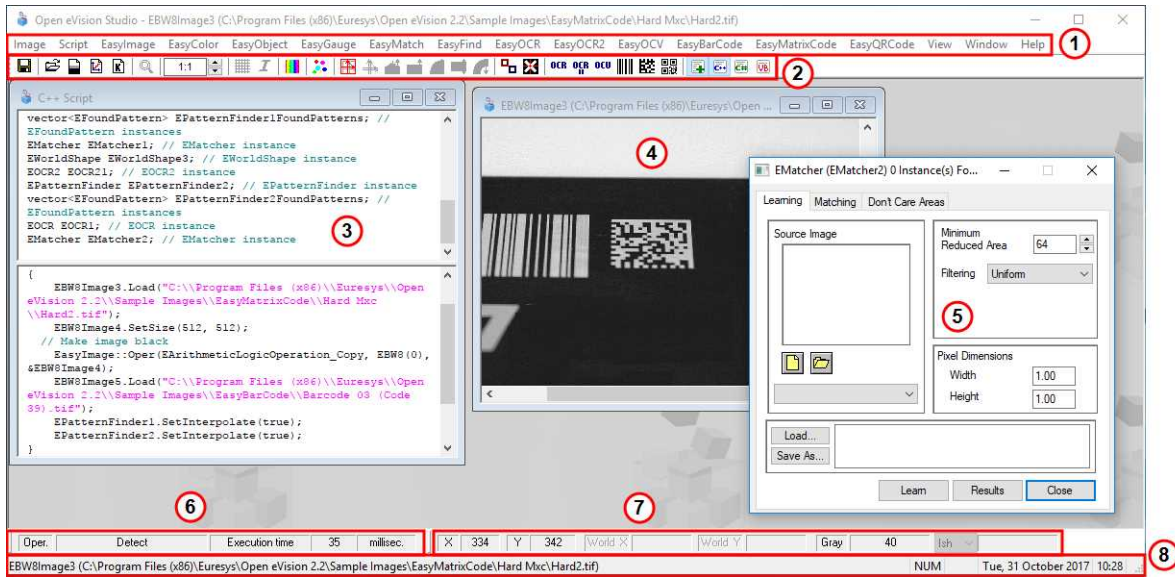 Open eVision Studio - EBW8Image3 (C:\Program Files (x86)\Euresys\Open eVision 2.2\Sample Images\EasyMatrixCode\Hard Mxc\Hard2.tif)
Image Script EasyImage EasyColor EasyObject EasyGauge EasyMatch EasyFind EasyOCR EasyOCR2 EasyOCV EasyBarCode EasyMatrixCode EasyQRCode View Window Help
1
1:1 OCR OCR II OCV C++ C# VB
2
C++ Script
vector<EFoundPattern> EPatternFinder1FoundPatterns; //
EFoundPattern instances
EMatcher EMatcher1; // EMatcher instance
EWorldShape EWorldShape3; // EWorldShape instance
EOCR2 EOCR21; // EOCR2 instance
EPatternFinder EPatternFinder2; // EPatternFinder instance
vector<EFoundPattern> EPatternFinder2FoundPatterns; //
EFoundPattern instances
EOCR EOCR1; // EOCR instance
EMatcher EMatcher2; // EMatcher instance
3
{
EBW8Image3.Load("C:\\Program Files (x86)\\Euresys\\Open
eVision 2.2\\Sample Images\\EasyMatrixCode\\Hard Mxc
\\Hard2.tif");
EBW8Image4.SetSize(512, 512);
// Make image black
EasyImage::Oper(EArithmeticLogicOperation_Copy, EBW8(0),
&EBW8Image4);
EBW8Image5.Load("C:\\Program Files (x86)\\Euresys\\Open
eVision 2.2\\Sample Images\\EasyBarCode\\Barcode 03 (Code
39).tif");
EPatternFinder1.SetInterpolate(true);
EPatternFinder2.SetInterpolate(true);
}
EBW8Image3 (C:\Program Files (x86)\Euresys\Open ...
4
EMatcher (EMatcher2) 0 Instance(s) Fo...
Learning Matching Don't Care Areas
Source Image
Minimum
Reduced Area 64
Filtering Uniform
5
Pixel Dimensions
Width 1.00
Height 1.00
Load...
Save As...
Learn Results Close
6
7
Oper. Detect Execution time 35 millisec. X 334 Y 342 World X World Y Gray 40 Ish
8
EBW8Image3 (C:\Program Files (x86)\Euresys\Open eVision 2.2\Sample Images\EasyMatrixCode\Hard Mxc\Hard2.tif) NUM Tue, 31 October 2017 10:28